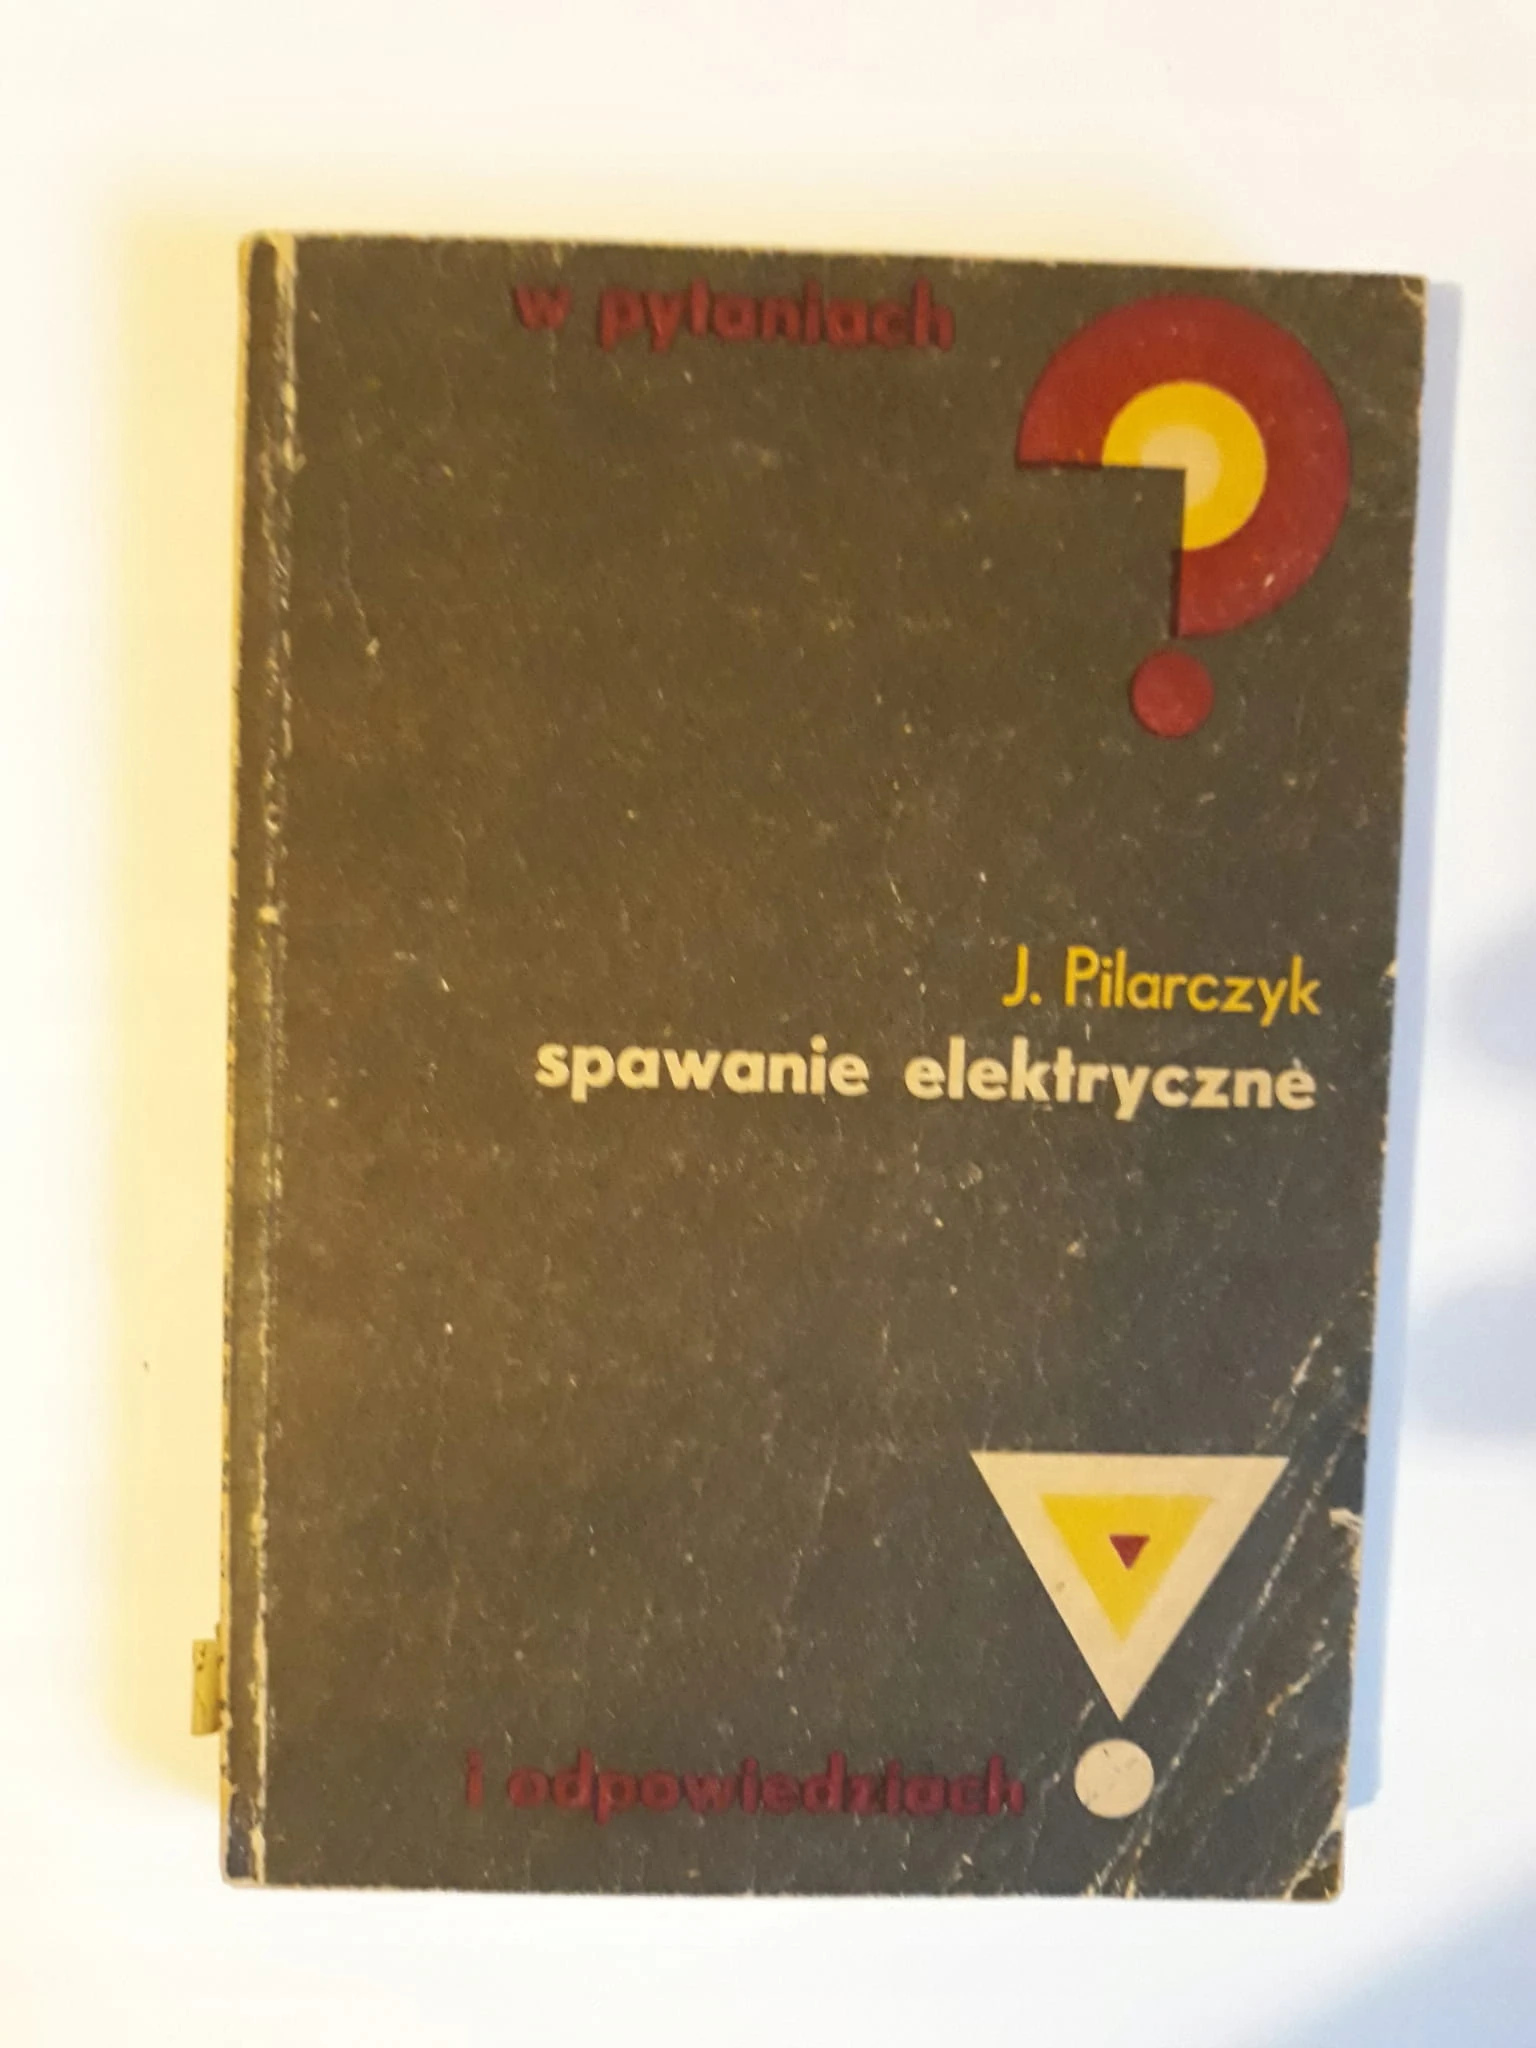 w pytaniach
?
J. Pilarczyk
spawanie elektryczne
i odpowiedziach
!